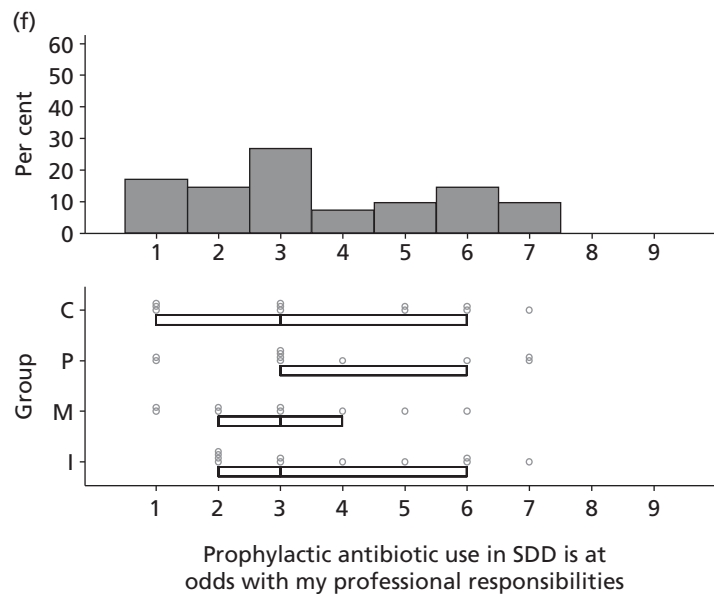 (f)
60
50
40
30
20
10
0
Per cent
1 2 3 4 5 6 7 8 9
C
P
M
I
Group
1 2 3 4 5 6 7 8 9
Prophylactic antibiotic use in SDD is at
odds with my professional responsibilities